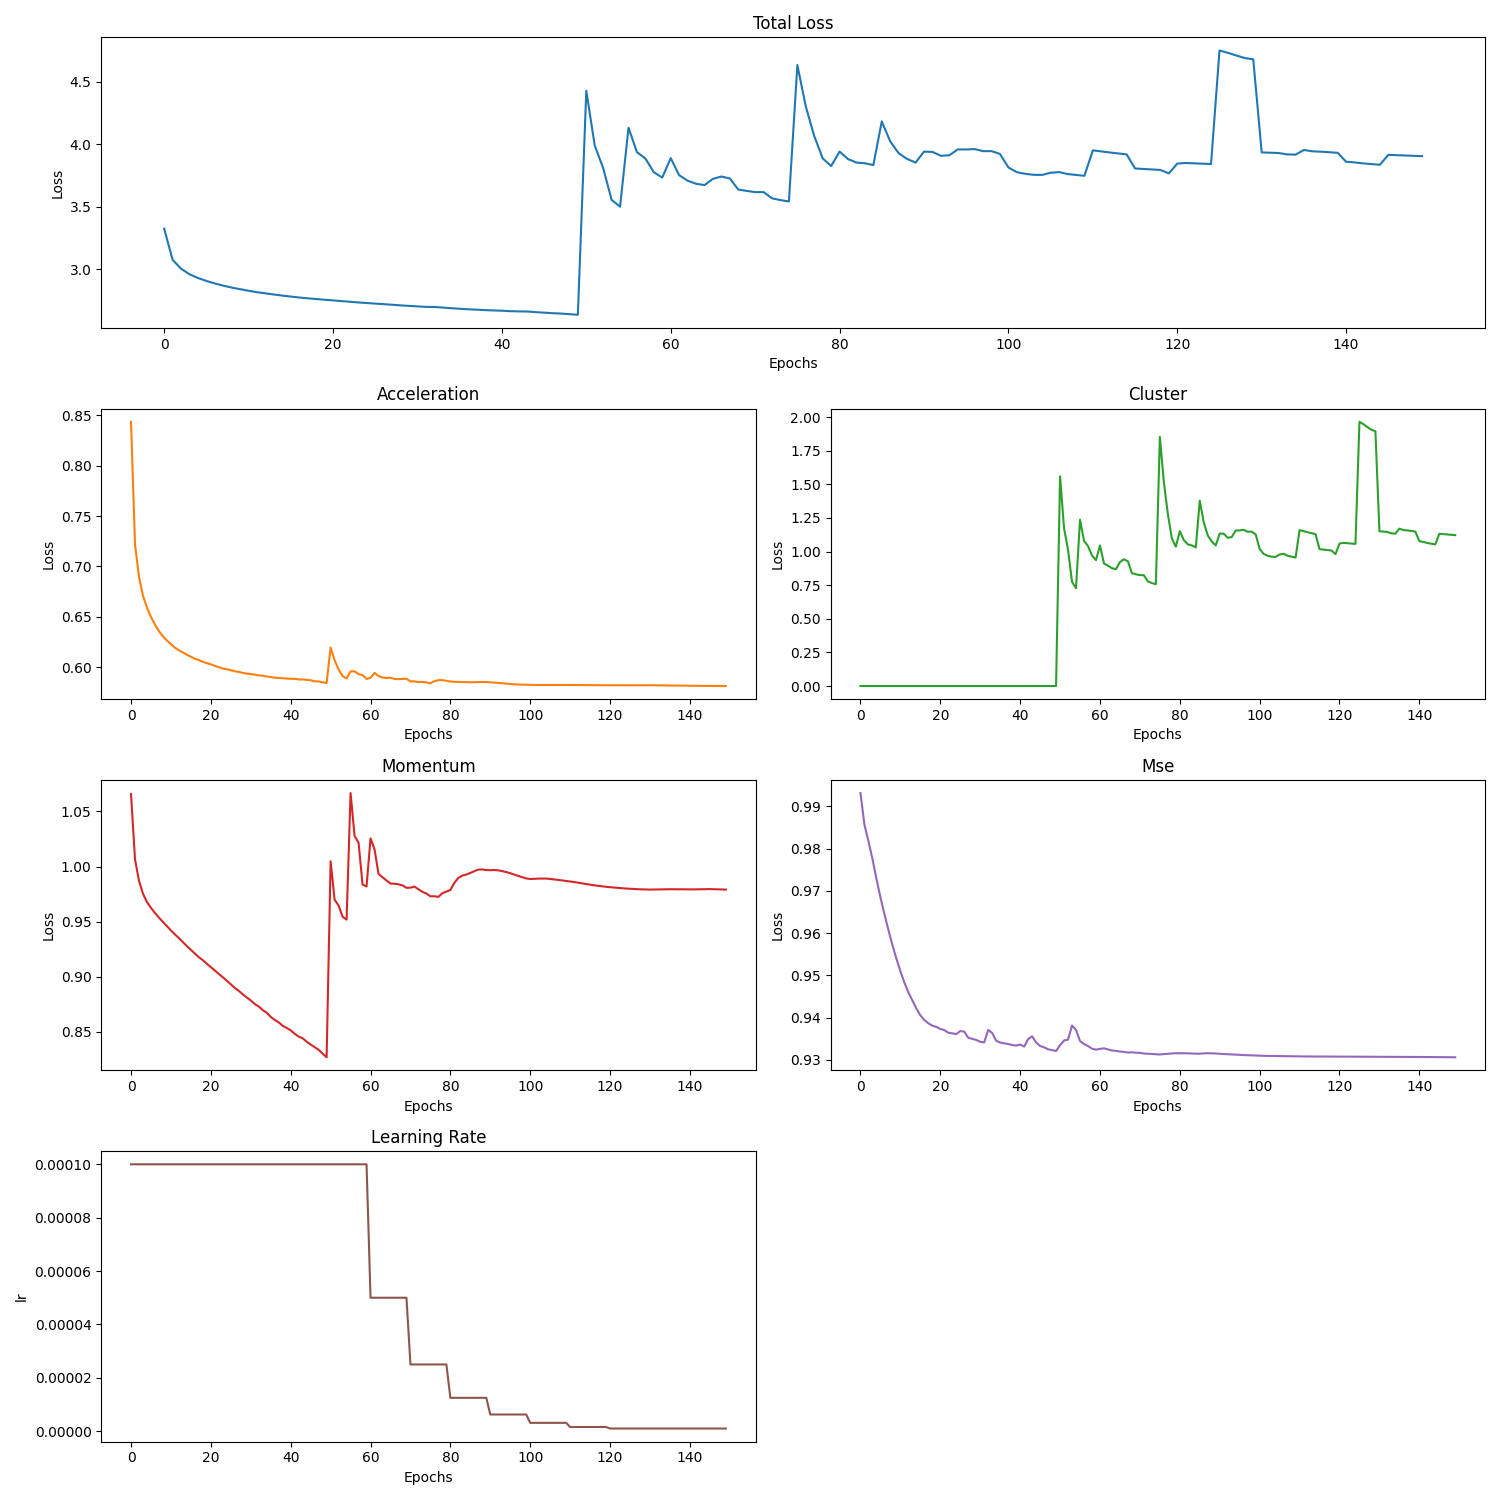 Total Loss
Loss
4.5
4.0
3.5
3.0
0 20 40 60 80 100 120 140
Epochs
Acceleration
Loss
0.85
0.80
0.75
0.70
0.65
0.60
0 20 40 60 80 100 120 140
Epochs
Cluster
Loss
2.00
1.75
1.50
1.25
1.00
0.75
0.50
0.25
0.00
0 20 40 60 80 100 120 140
Epochs
Momentum
Loss
1.05
1.00
0.95
0.90
0.85
0 20 40 60 80 100 120 140
Epochs
Mse
Loss
0.99
0.98
0.97
0.96
0.95
0.94
0.93
0 20 40 60 80 100 120 140
Epochs
Learning Rate
lr
0.00010
0.00008
0.00006
0.00004
0.00002
0.00000
0 20 40 60 80 100 120 140
Epochs